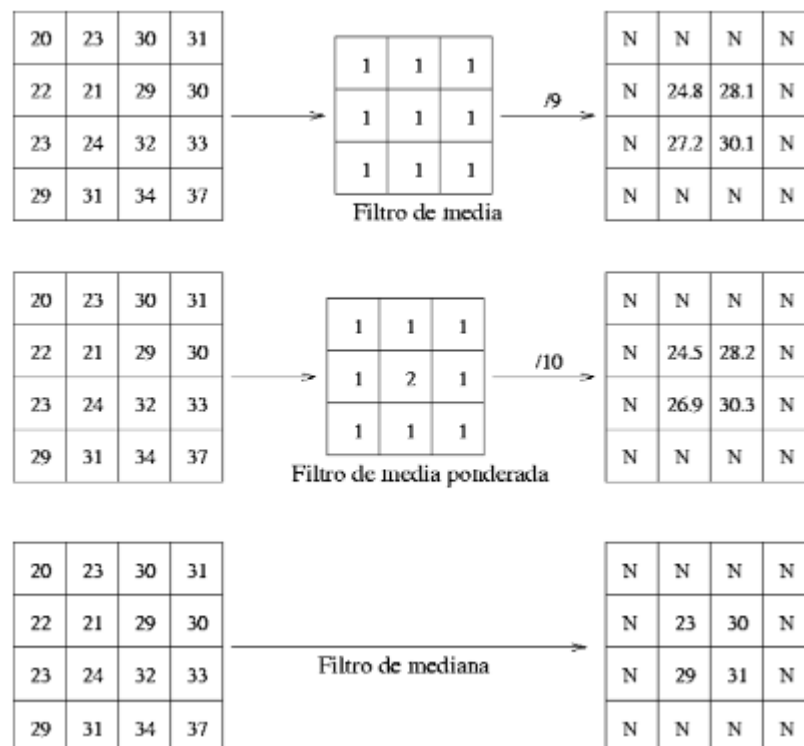 20 23 30 31
22 21 29 30
23 24 32 33
29 31 34 37
1 1 1
1 1 1
1 1 1
Filtro de media
/9
N N N N
N 24.8 28.1 N
N 27.2 30.1 N
N N N N
20 23 30 31
22 21 29 30
23 24 32 33
29 31 34 37
1 1 1
1 2 1
1 1 1
Filtro de media ponderada
/10
N N N N
N 24.5 28.2 N
N 26.9 30.3 N
N N N N
20 23 30 31
22 21 29 30
23 24 32 33
29 31 34 37
Filtro de mediana
N N N N
N 23 30 N
N 29 31 N
N N N N